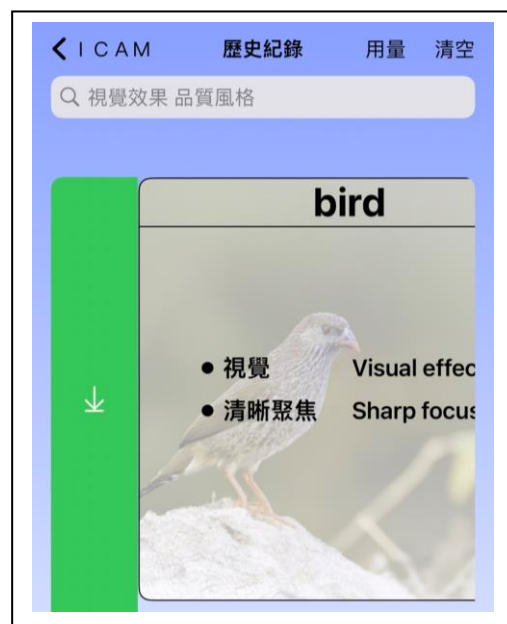 ICAM 歷史紀錄 用量 清空
視覺效果 品質風格
bird
● 視覺 Visual effec
● 清晰聚焦 Sharp focus